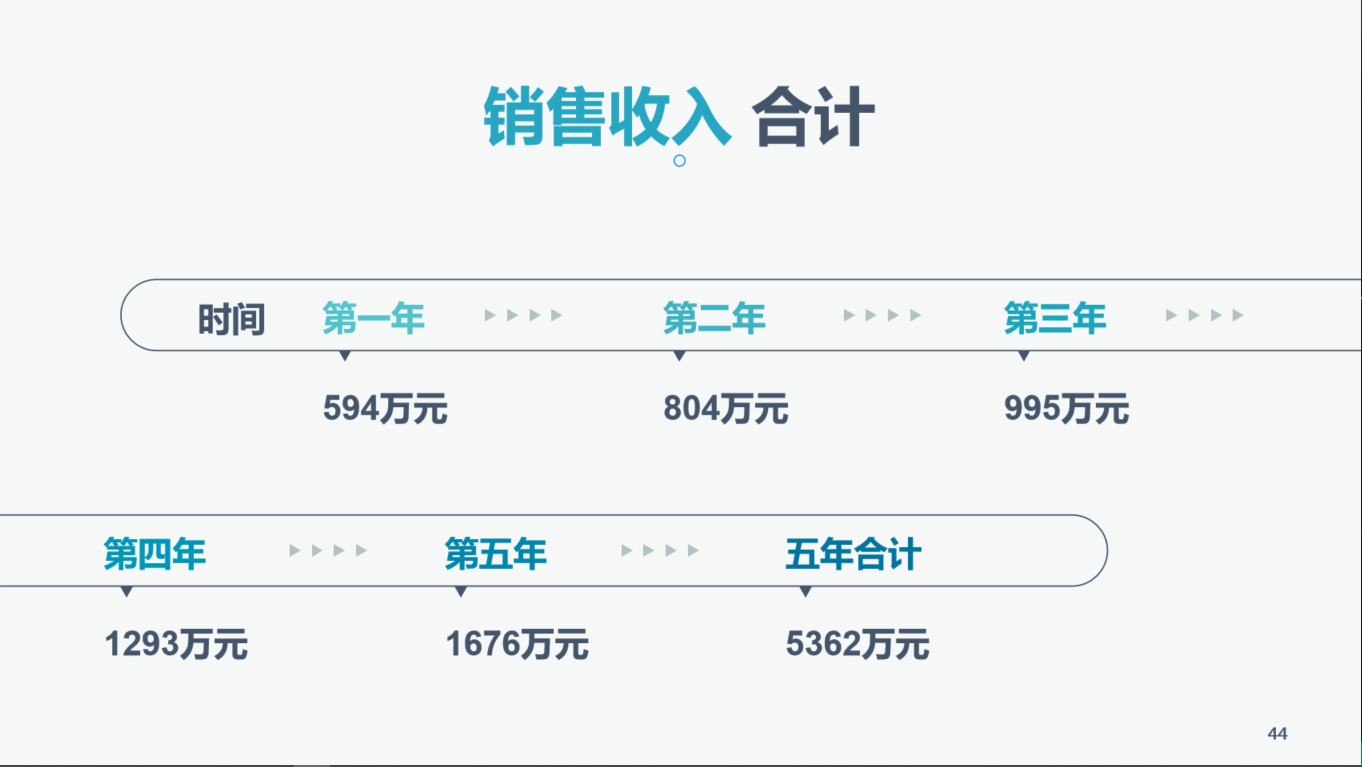 销售收入 合计
时间 第一年 第二年 第三年
594万元 804万元 995万元
第四年 第五年 五年合计
1293万元 1676万元 5362万元
44